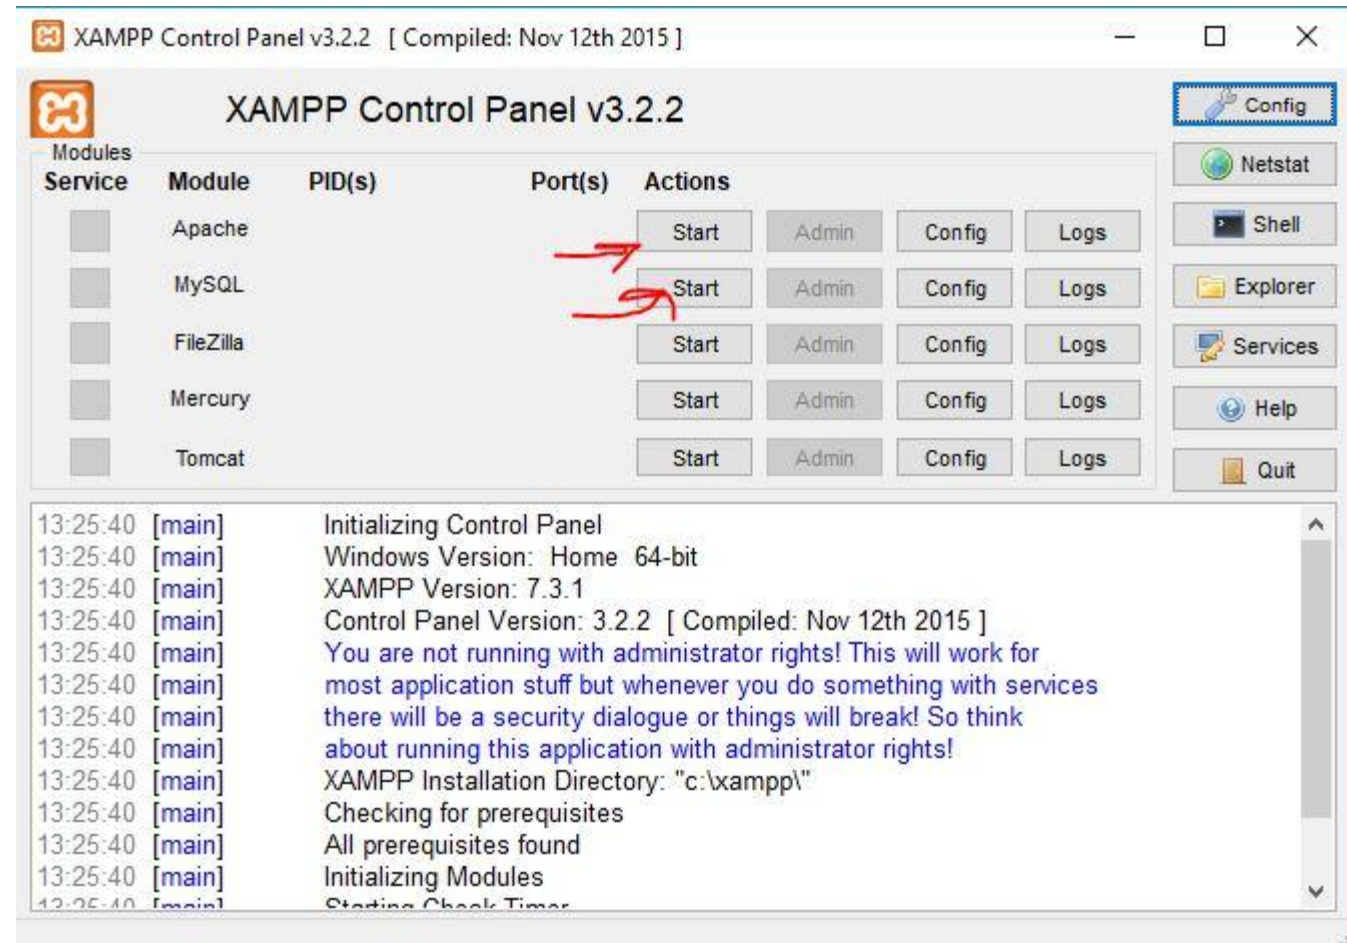 XAMPP Control Panel v3.2.2 [ Compiled: Nov 12th 2015 ]
XAMPP Control Panel v3.2.2
Config
Modules
Service Module PID(s) Port(s) Actions
Netstat
Apache Start Admin Config Logs
Shell
MySQL Start Admin Config Logs
Explorer
FileZilla Start Admin Config Logs
Services
Mercury Start Admin Config Logs
Help
Tomcat Start Admin Config Logs
Quit
13:25:40 [main] Initializing Control Panel
13:25:40 [main] Windows Version: Home 64-bit
13:25:40 [main] XAMPP Version: 7.3.1
13:25:40 [main] Control Panel Version: 3.2.2 [ Compiled: Nov 12th 2015 ]
13:25:40 [main] You are not running with administrator rights! This will work for
13:25:40 [main] most application stuff but whenever you do something with services
13:25:40 [main] there will be a security dialogue or things will break! So think
13:25:40 [main] about running this application with administrator rights!
13:25:40 [main] XAMPP Installation Directory: "c:\xampp\"
13:25:40 [main] Checking for prerequisites
13:25:40 [main] All prerequisites found
13:25:40 [main] Initializing Modules
13:25:40 [main] Starting Check-Timer